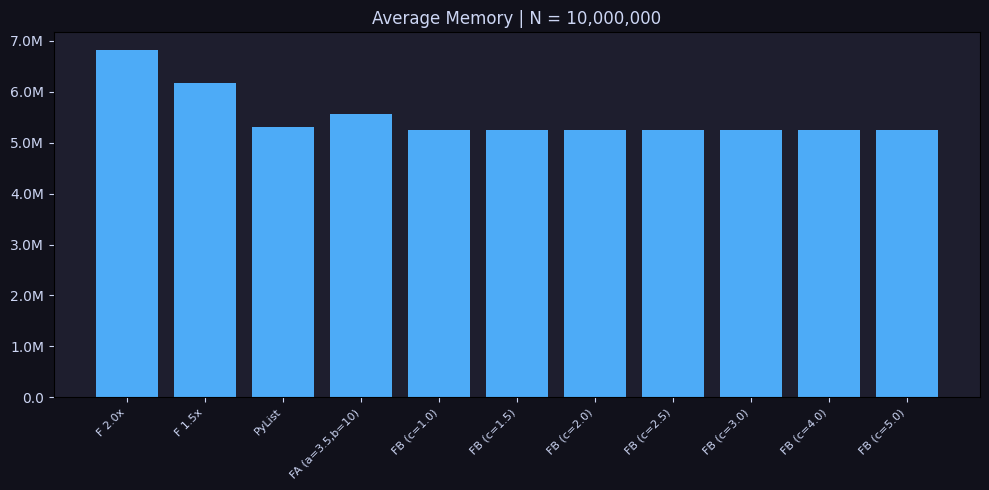 Average Memory | N = 10,000,000
7.0M
6.0M
5.0M
4.0M
3.0M
2.0M
1.0M
0.0
F 2.0x
F 1.5x
PyList
FA (a=3.5,b=10)
FB (c=1.0)
FB (c=1.5)
FB (c=2.0)
FB (c=2.5)
FB (c=3.0)
FB (c=4.0)
FB (c=5.0)